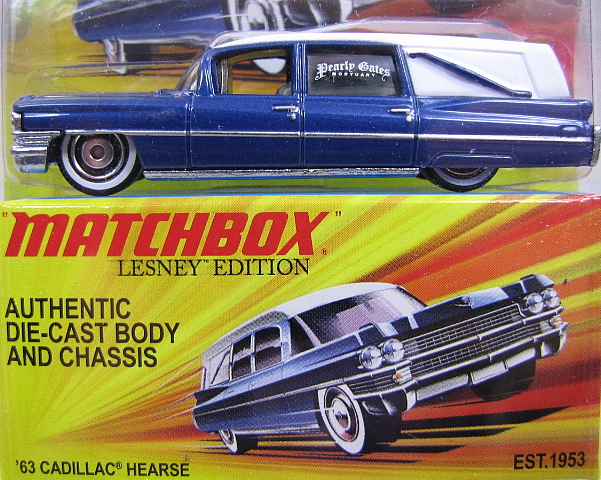 Pearly Gates
MORTUARY
"MATCHBOX"®
LESNEY™ EDITION
AUTHENTIC
DIE-CAST BODY
AND CHASSIS
'63 CADILLAC® HEARSE
EST.1953